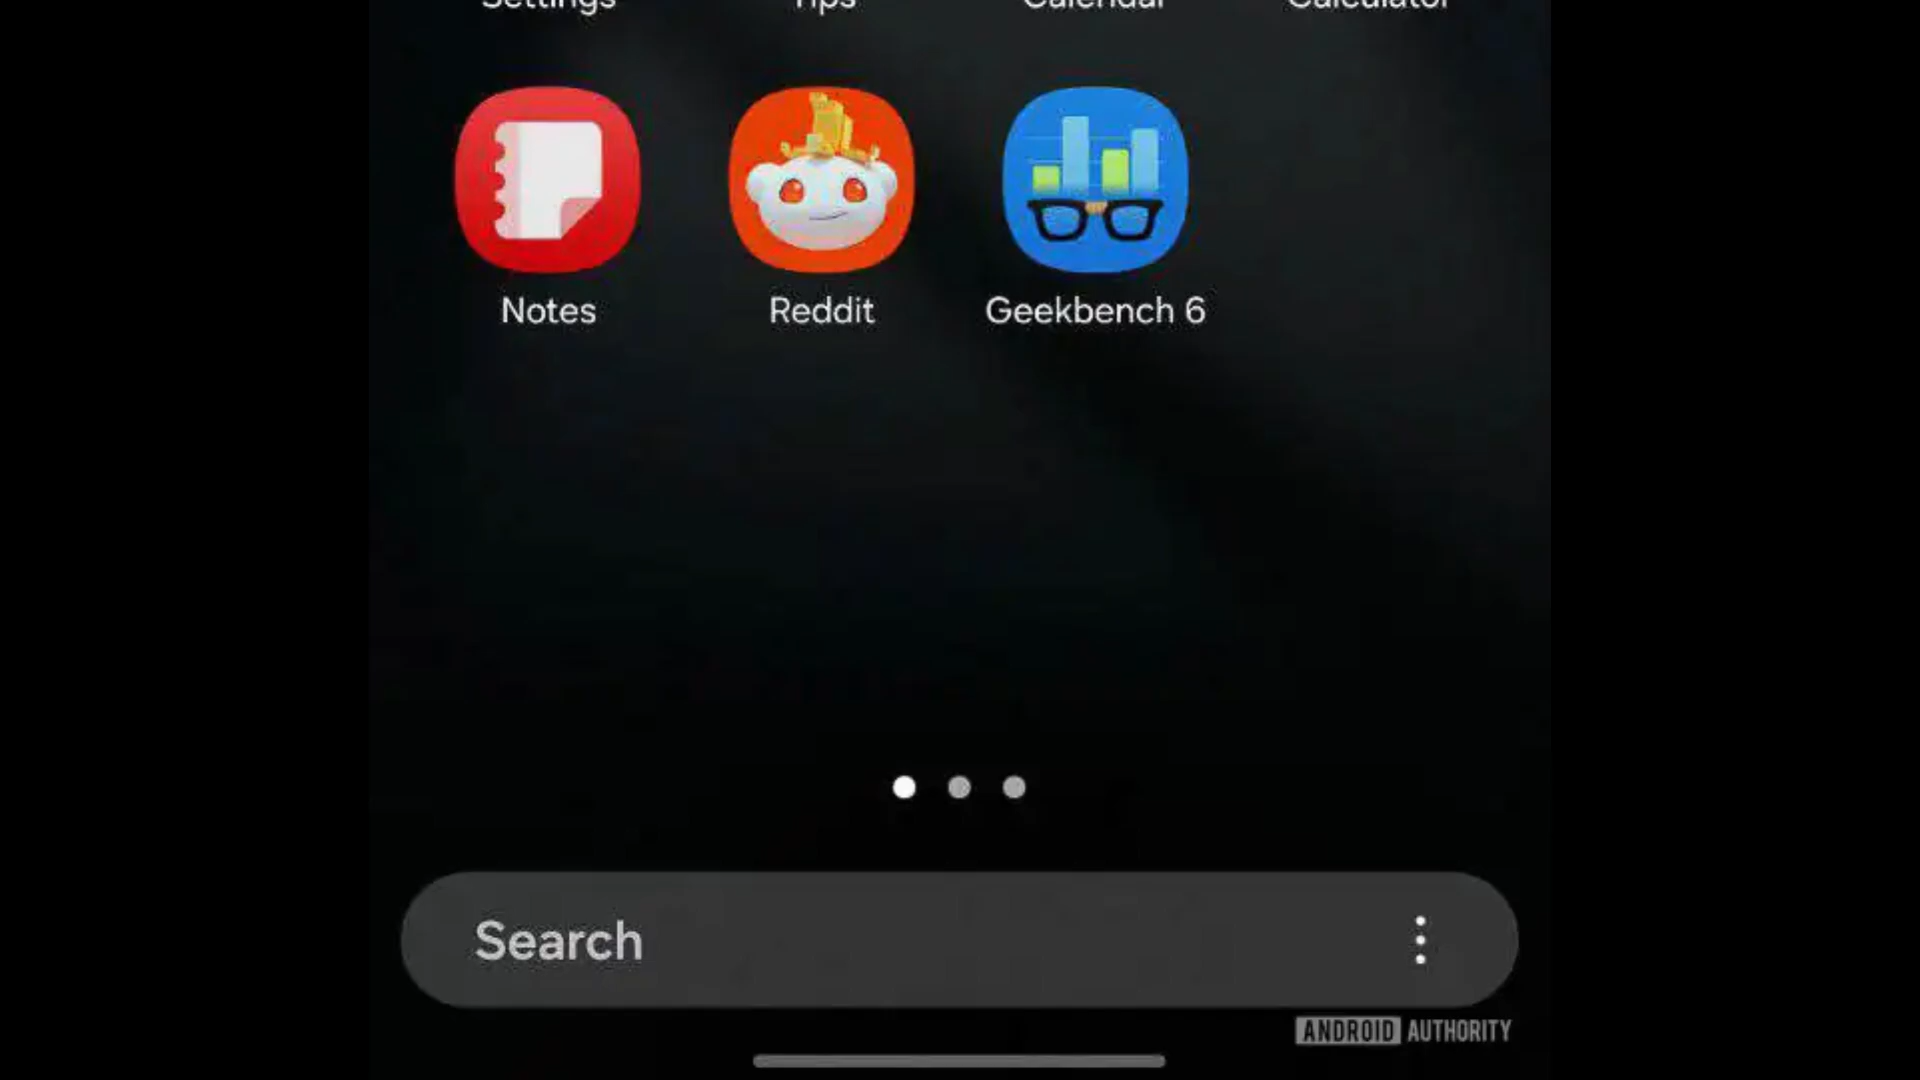 Settings Tips Calendar Calculator
Notes Reddit Geekbench 6
Search
ANDROID AUTHORITY